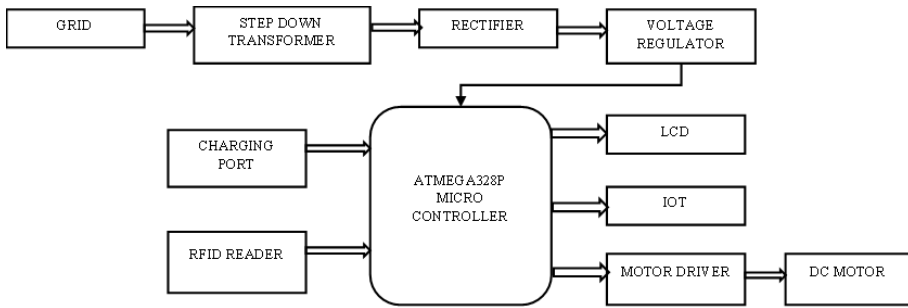 GRID
STEP DOWN
TRANSFORMER
RECTIFIER
VOLTAGE
REGULATOR
CHARGING
PORT
ATMEGA328P
MICRO
CONTROLLER
LCD
IOT
RFID READER
MOTOR DRIVER
DC MOTOR